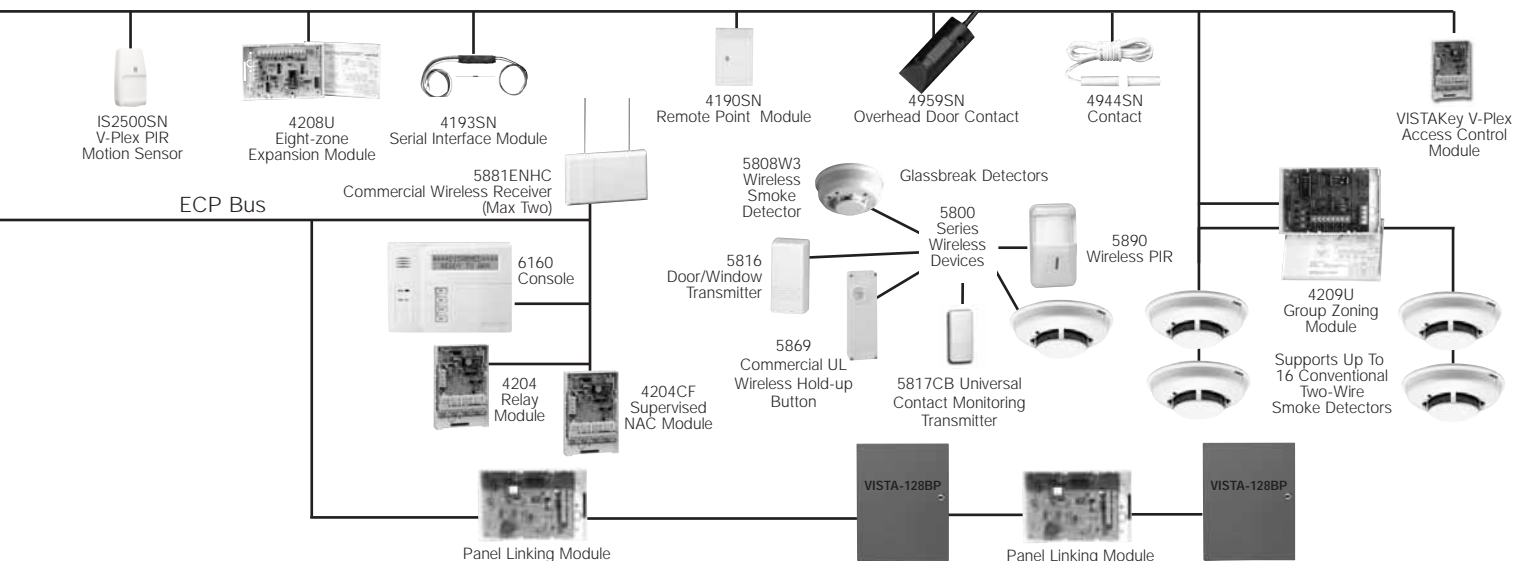 IS2500SN
V-Plex PIR
Motion Sensor
4208U
Eight-zone
Expansion Module
4193SN
Serial Interface Module
4190SN
Remote Point Module
4959SN
Overhead Door Contact
4944SN
Contact
VISTAKey V-Plex
Access Control
Module
5881ENHC
Commercial Wireless Receiver
(Max Two)
ECP Bus
5808W3
Wireless
Smoke
Detector
Glassbreak Detectors
5800
Series
Wireless
Devices
5890
Wireless PIR
5816
Door/Window
Transmitter
6160
Console
4209U
Group Zoning
Module
5869
Commercial UL
Wireless Hold-up
Button
5817CB Universal
Contact Monitoring
Transmitter
Supports Up To
16 Conventional
Two-Wire
Smoke Detectors
4204
Relay
Module
4204CF
Supervised
NAC Module
VISTA-128BP
VISTA-128BP
Panel Linking Module
Panel Linking Module